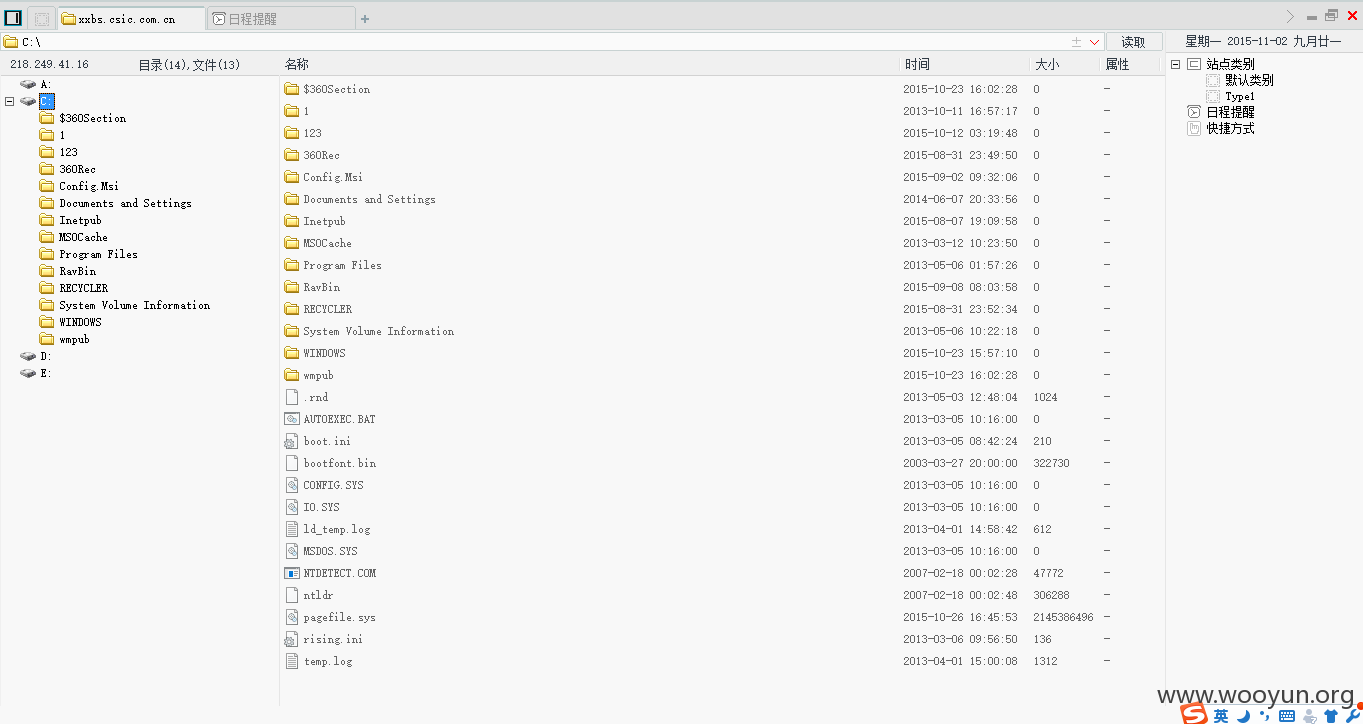 xxbs.csic.com.cn 日程提醒 +
C:\ 读取 星期一 2015-11-02 九月廿一
218.249.41.16 目录(14),文件(13) 名称 时间 大小 属性
A:
C:
$360Section
1
123
360Rec
Config.Msi
Documents and Settings
Inetpub
MSOCache
Program Files
RavBin
RECYCLER
System Volume Information
WINDOWS
wmpub
D:
E:
$360Section 2015-10-23 16:02:28 0 -
1 2013-10-11 16:57:17 0 -
123 2015-10-12 03:19:48 0 -
360Rec 2015-08-31 23:49:50 0 -
Config.Msi 2015-09-02 09:32:06 0 -
Documents and Settings 2014-06-07 20:33:56 0 -
Inetpub 2015-08-07 19:09:58 0 -
MSOCache 2013-03-12 10:23:50 0 -
Program Files 2013-05-06 01:57:26 0 -
RavBin 2015-09-08 08:03:58 0 -
RECYCLER 2015-08-31 23:52:34 0 -
System Volume Information 2013-05-06 10:22:18 0 -
WINDOWS 2015-10-23 15:57:10 0 -
wmpub 2015-10-23 16:02:28 0 -
.rnd 2013-05-03 12:48:04 1024 -
AUTOEXEC.BAT 2013-03-05 10:16:00 0 -
boot.ini 2013-03-05 08:42:24 210 -
bootfont.bin 2003-03-27 20:00:00 322730 -
CONFIG.SYS 2013-03-05 10:16:00 0 -
IO.SYS 2013-03-05 10:16:00 0 -
ld_temp.log 2013-04-01 14:58:42 612 -
MSDOS.SYS 2013-03-05 10:16:00 0 -
NTDETECT.COM 2007-02-18 00:02:28 47772 -
ntldr 2007-02-18 00:02:48 306288 -
pagefile.sys 2015-10-26 16:45:53 2145386496 -
rising.ini 2013-03-06 09:56:50 136 -
temp.log 2013-04-01 15:00:08 1312 -
站点类别
默认类别
Type1
日程提醒
快捷方式
www.wooyun.org
S 英